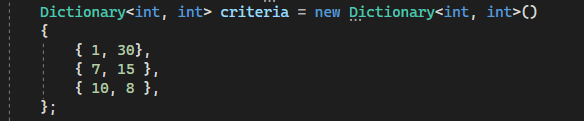 Dictionary<int, int> criteria = new Dictionary<int, int>()
{
{ 1, 30},
{ 7, 15 },
{ 10, 8 },
};